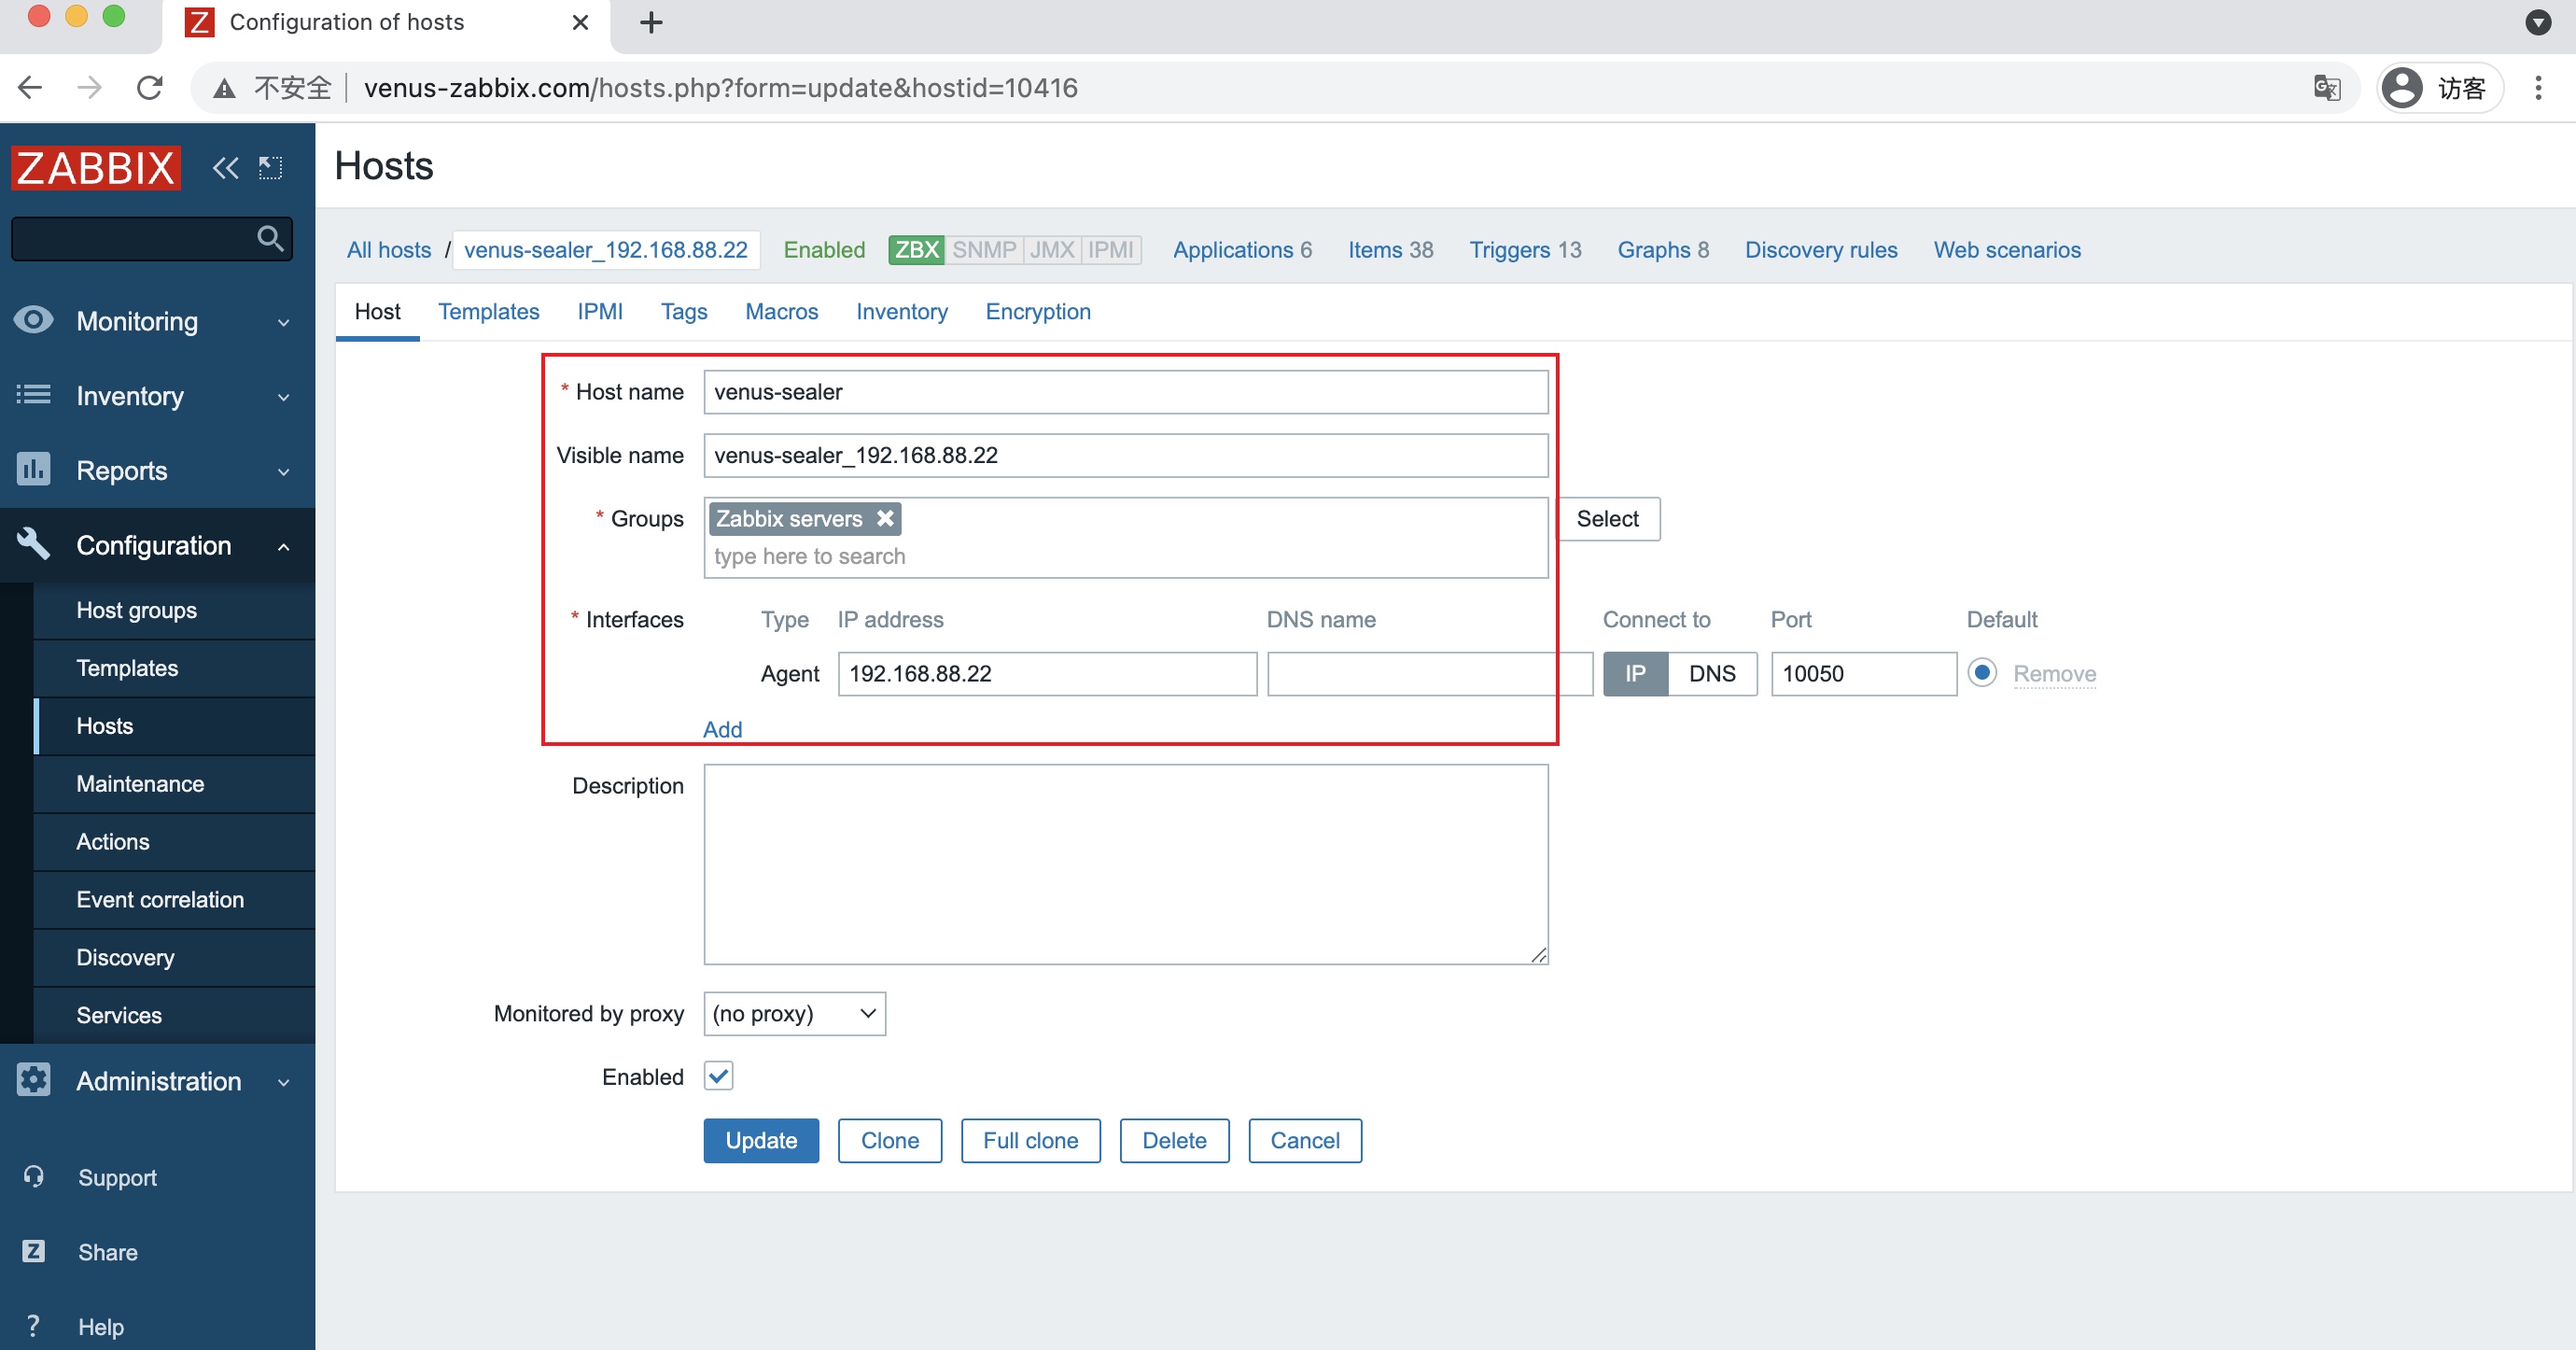 Z Configuration of hosts
不安全 venus-zabbix.com/hosts.php?form=update&hostid=10416 访客
ZABBIX
Monitoring
Inventory
Reports
Configuration
Host groups
Templates
Hosts
Maintenance
Actions
Event correlation
Discovery
Services
Administration
Support
Z Share
? Help
Hosts
All hosts / venus-sealer_192.168.88.22 Enabled ZBX SNMP JMX IPMI Applications 6 Items 38 Triggers 13 Graphs 8 Discovery rules Web scenarios
Host Templates IPMI Tags Macros Inventory Encryption
* Host name venus-sealer
Visible name venus-sealer_192.168.88.22
* Groups Zabbix servers Select
type here to search
* Interfaces Type IP address DNS name Connect to Port Default
Agent 192.168.88.22 IP DNS 10050 Remove
Add
Description
Monitored by proxy (no proxy)
Enabled
Update Clone Full clone Delete Cancel